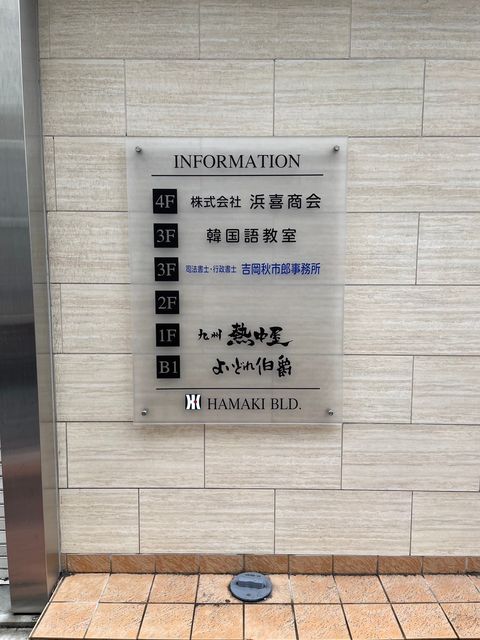 INFORMATION
4F 株式会社 浜喜商会
3F 韓国語教室
3F 司法書士・行政書士 吉岡秋市郎事務所
2F
1F 九州 熱中屋
B1 よいどれ伯爵
HAMAKI BLD.